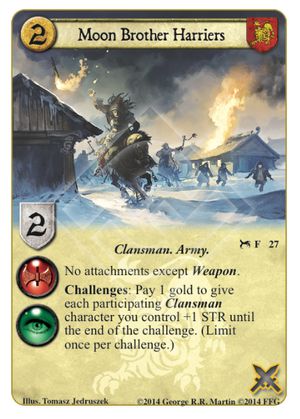 2 Moon Brother Harriers
2
Clansman. Army.
F 27
No attachments except Weapon.
Challenges: Pay 1 gold to give
each participating Clansman
character you control +1 STR until
the end of the challenge. (Limit
once per challenge.)
Illus. Tomasz Jedruszek
©2014 George R.R. Martin ©2014 FFG